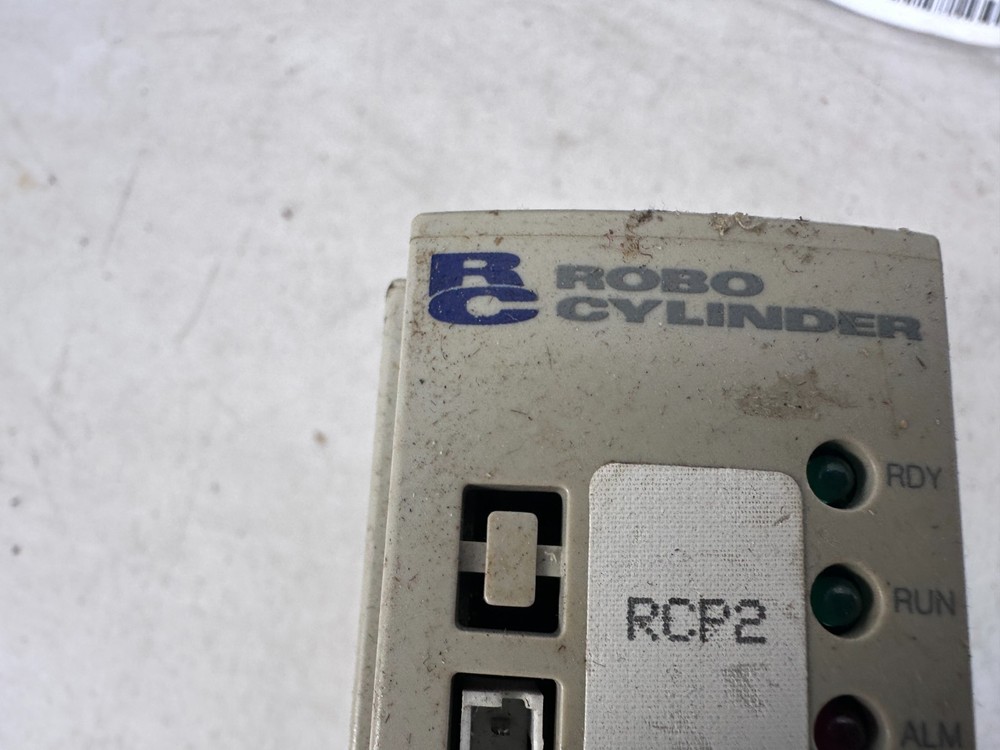 RC
ROBO
CYLINDER
RDY
RCP2
RUN
ALM